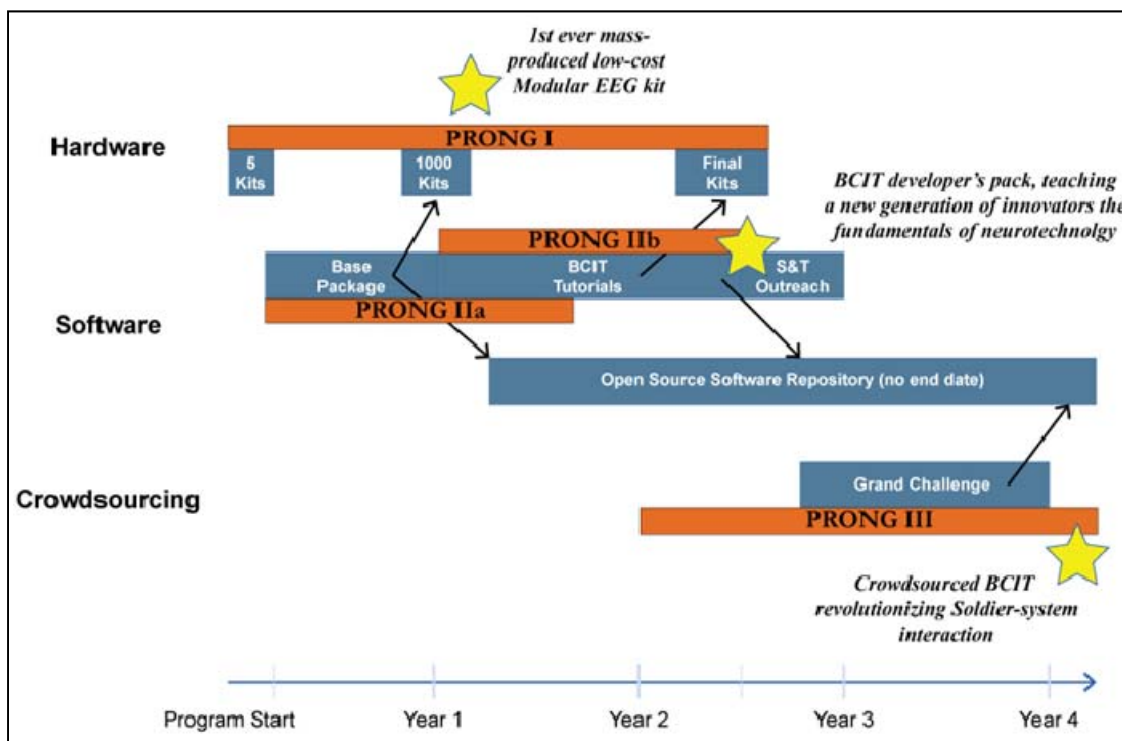 1st ever mass-
produced low-cost
Modular EEG kit
Hardware
PRONG I
5
Kits
1000
Kits
Final
Kits
BCIT developer's pack, teaching
a new generation of innovators the
fundamentals of neurotechnolgy
PRONG IIb
Base
Package
BCIT
Tutorials
S&T
Outreach
PRONG IIa
Software
Open Source Software Repository (no end date)
Crowdsourcing
Grand Challenge
PRONG III
Crowdsourced BCIT
revolutionizing Soldier-system
interaction
Program Start
Year 1
Year 2
Year 3
Year 4